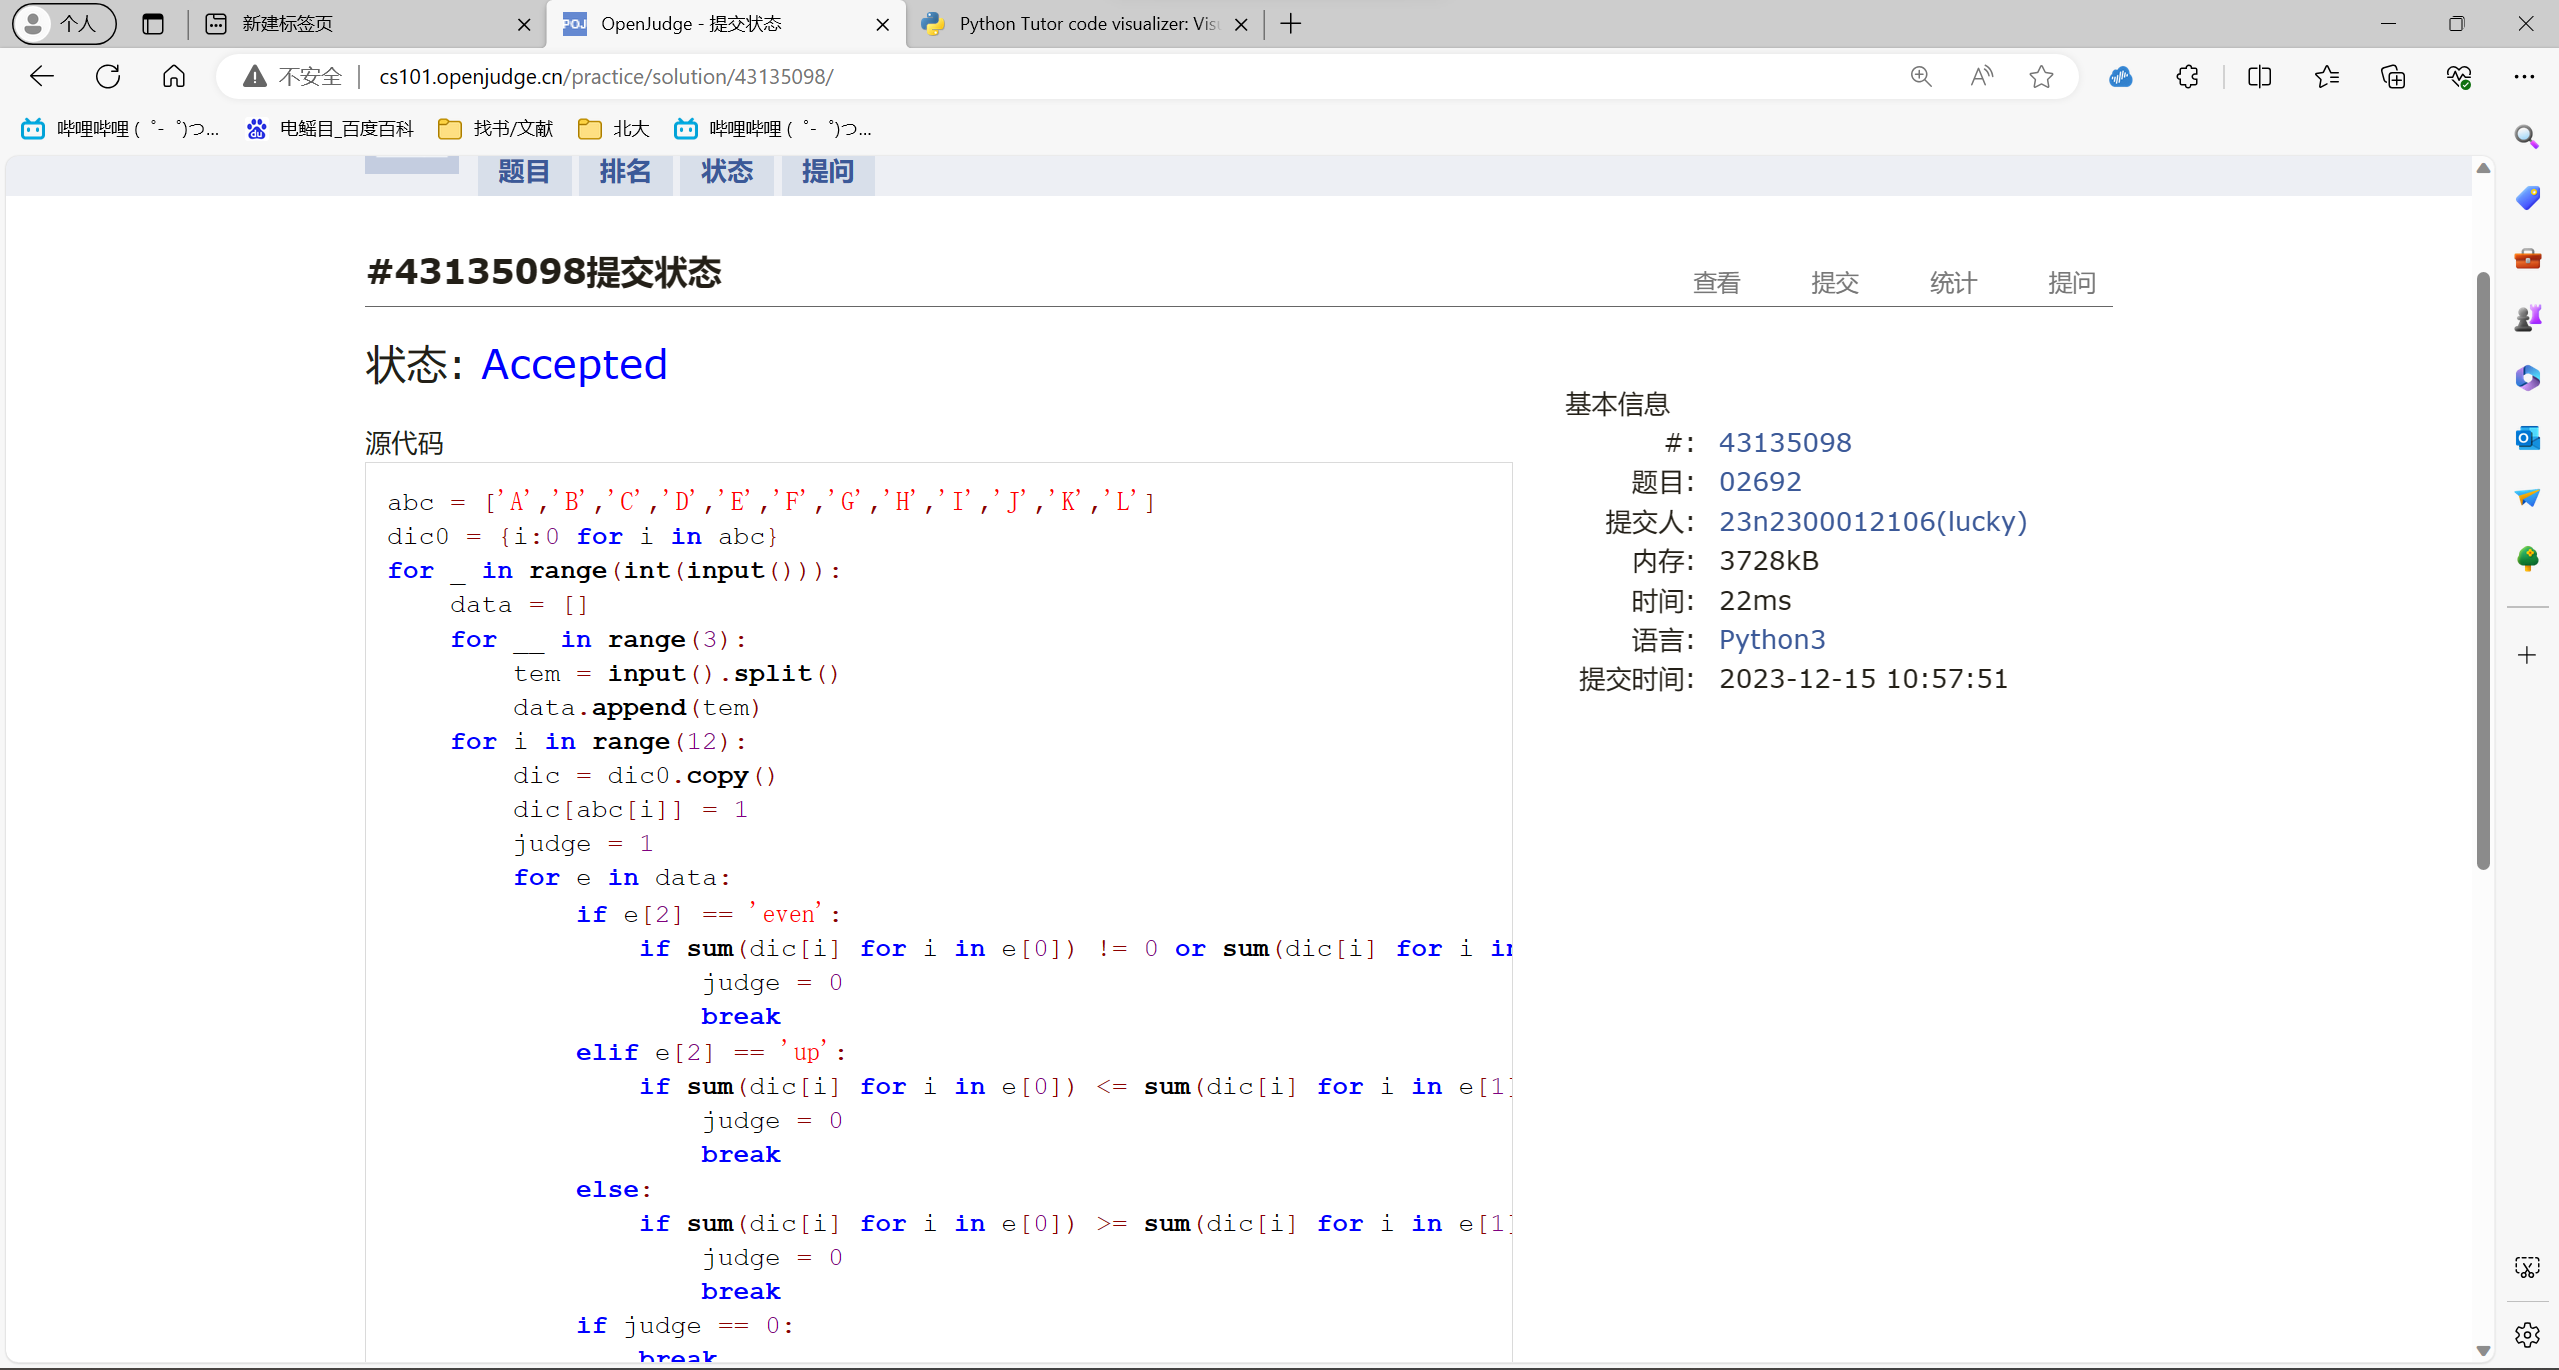 个人
新建标签页
POJ OpenJudge - 提交状态
Python Tutor code visualizer: Vis
不安全 cs101.openjudge.cn/practice/solution/43135098/
哔哩哔哩 ( ゜- ゜)つ...
电鳐目_百度百科
找书/文献
北大
哔哩哔哩 ( ゜- ゜)つ...
题目 排名 状态 提问
#43135098提交状态
查看 提交 统计 提问
状态: Accepted
源代码
abc = ['A','B','C','D','E','F','G','H','I','J','K','L']
dic0 = {i:0 for i in abc}
for _ in range(int(input())):
    data = []
    for __ in range(3):
        tem = input().split()
        data.append(tem)
    for i in range(12):
        dic = dic0.copy()
        dic[abc[i]] = 1
        judge = 1
        for e in data:
            if e[2] == 'even':
                if sum(dic[i] for i in e[0]) != 0 or sum(dic[i] for i in
                    judge = 0
                    break
            elif e[2] == 'up':
                if sum(dic[i] for i in e[0]) <= sum(dic[i] for i in e[1]
                    judge = 0
                    break
            else:
                if sum(dic[i] for i in e[0]) >= sum(dic[i] for i in e[1]
                    judge = 0
                    break
            if judge == 0:
                break
基本信息
#: 43135098
题目: 02692
提交人: 23n2300012106(lucky)
内存: 3728kB
时间: 22ms
语言: Python3
提交时间: 2023-12-15 10:57:51